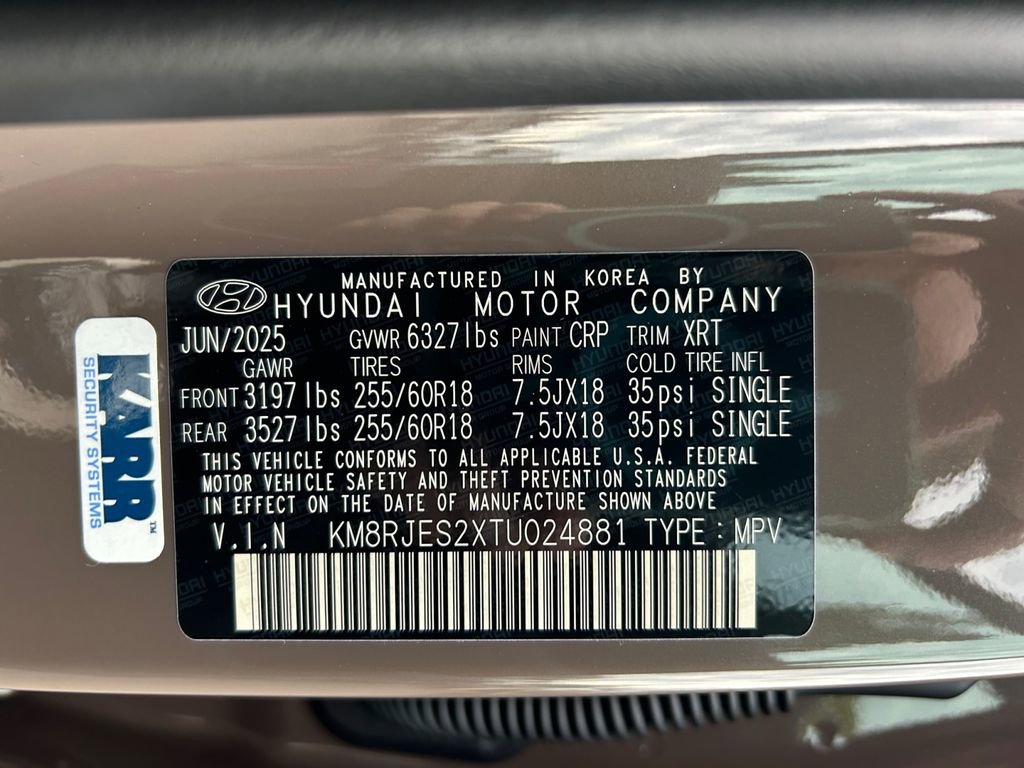 MANUFACTURED IN KOREA BY
HYUNDAI MOTOR COMPANY
JUN/2025 GVWR 6327lbs PAINT CRP TRIM XRT
GAWR TIRES RIMS COLD TIRE INFL
FRONT 3197lbs 255/60R18 7.5JX18 35psi SINGLE
REAR 3527lbs 255/60R18 7.5JX18 35psi SINGLE
THIS VEHICLE CONFORMS TO ALL APPLICABLE U.S.A. FEDERAL
MOTOR VEHICLE SAFETY AND THEFT PREVENTION STANDARDS
IN EFFECT ON THE DATE OF MANUFACTURE SHOWN ABOVE
V.I.N KM8RJES2XTU024881 TYPE : MPV
KARR™
SECURITY SYSTEMS